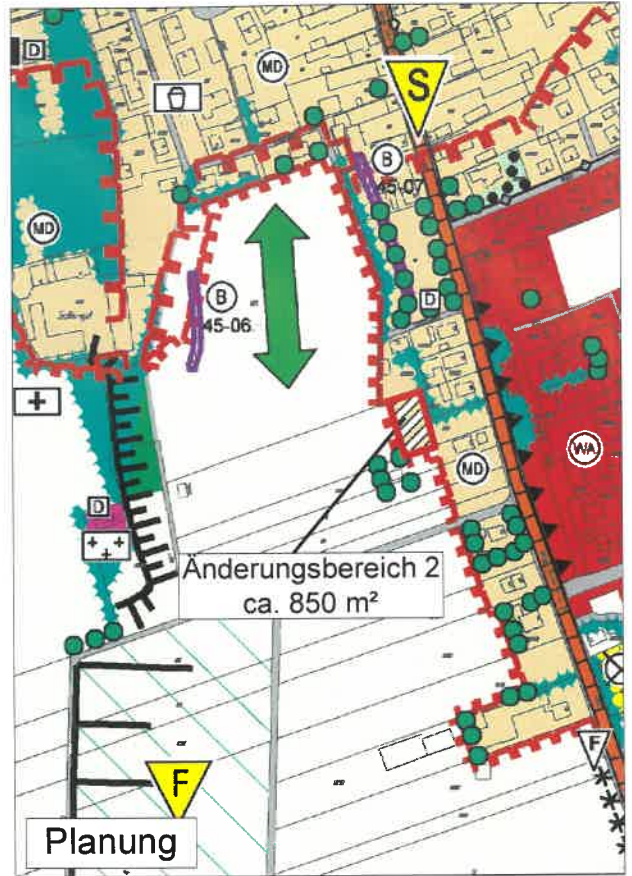 D
MD
S
B
45-07
MD
B
45-06
D
+
WA
MD
D
+ + +
Änderungsbereich 2
ca. 850 m²
F
F
Planung